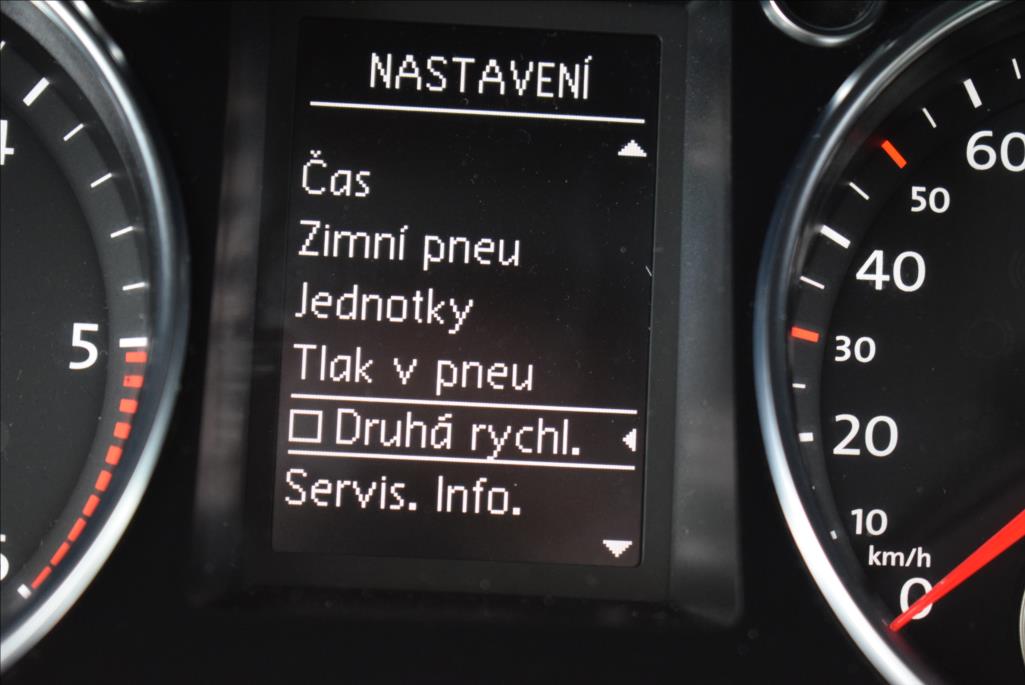 NASTAVENÍ
Čas
Zimní pneu
Jednotky
Tlak v pneu
Druhá rychl.
Servis. Info.
5
60
50
40
30
20
10
km/h
0